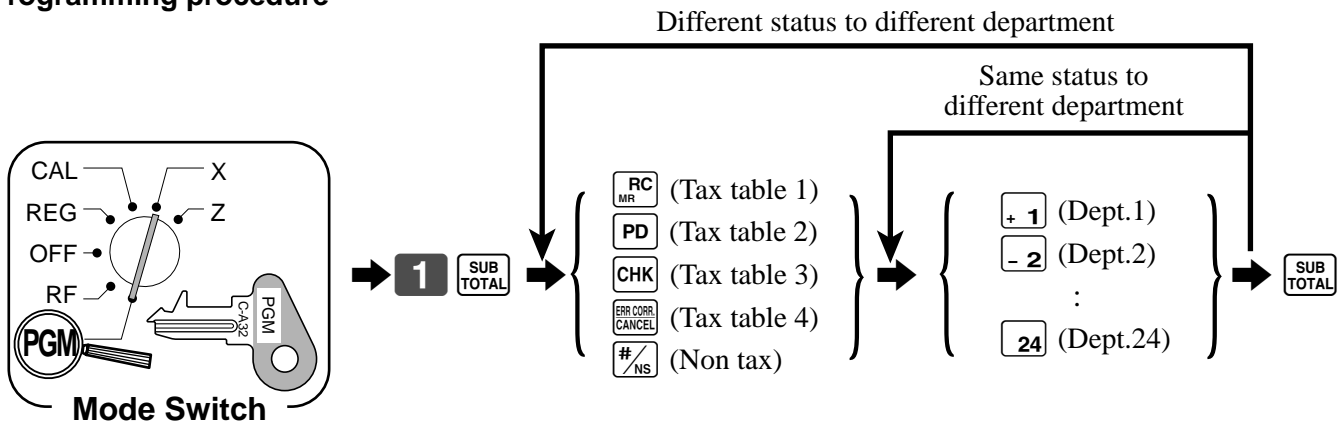 rogramming procedure
Different status to different department
Same status to
different department
CAL
X
REG
Z
OFF
RF
PGM
PGM
C-A32
Mode Switch
1
SUB
TOTAL
RC
MR
(Tax table 1)
PD (Tax table 2)
CHK (Tax table 3)
ERR CORR.
CANCEL
(Tax table 4)
#/NS (Non tax)
+ 1 (Dept.1)
- 2 (Dept.2)
:
24 (Dept.24)
SUB
TOTAL